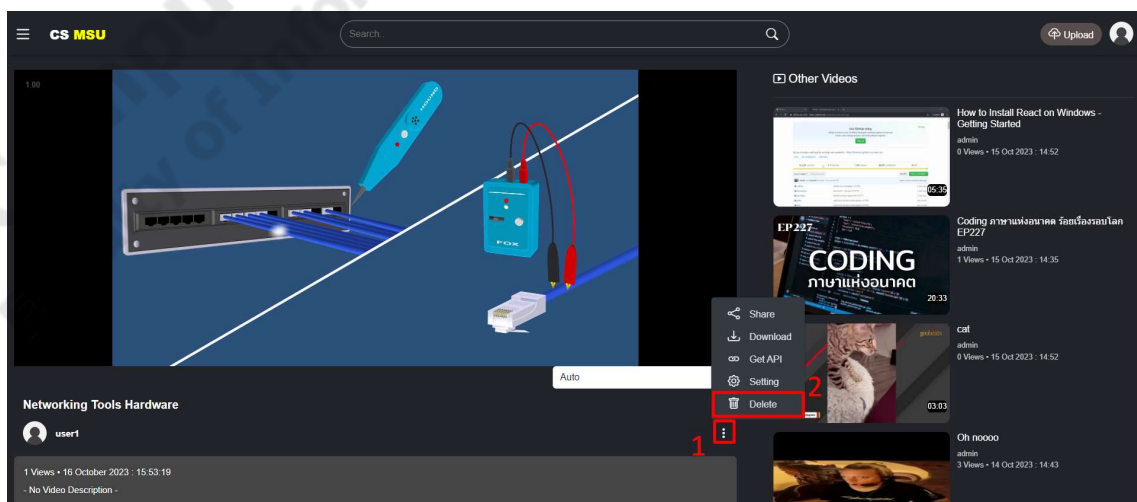 CS MSU
Search..
Upload
1.00
HOUND
FOX
Auto
Share
Download
Get API
Setting
Delete
2
1
Networking Tools Hardware
user1
1 Views • 16 October 2023 : 15:53:19
- No Video Description -
Other Videos
05:35
How to Install React on Windows -
Getting Started
admin
0 Views • 15 Oct 2023 : 14:52
EP227
CODING
ภาษาแห่งอนาคต
20:33
Coding ภาษาแห่งอนาคต ร้อยเรื่องรอบโลก
EP227
admin
1 Views • 15 Oct 2023 : 14:35
03:03
cat
admin
0 Views • 15 Oct 2023 : 14:52
Oh noooo
admin
3 Views • 14 Oct 2023 : 14:43